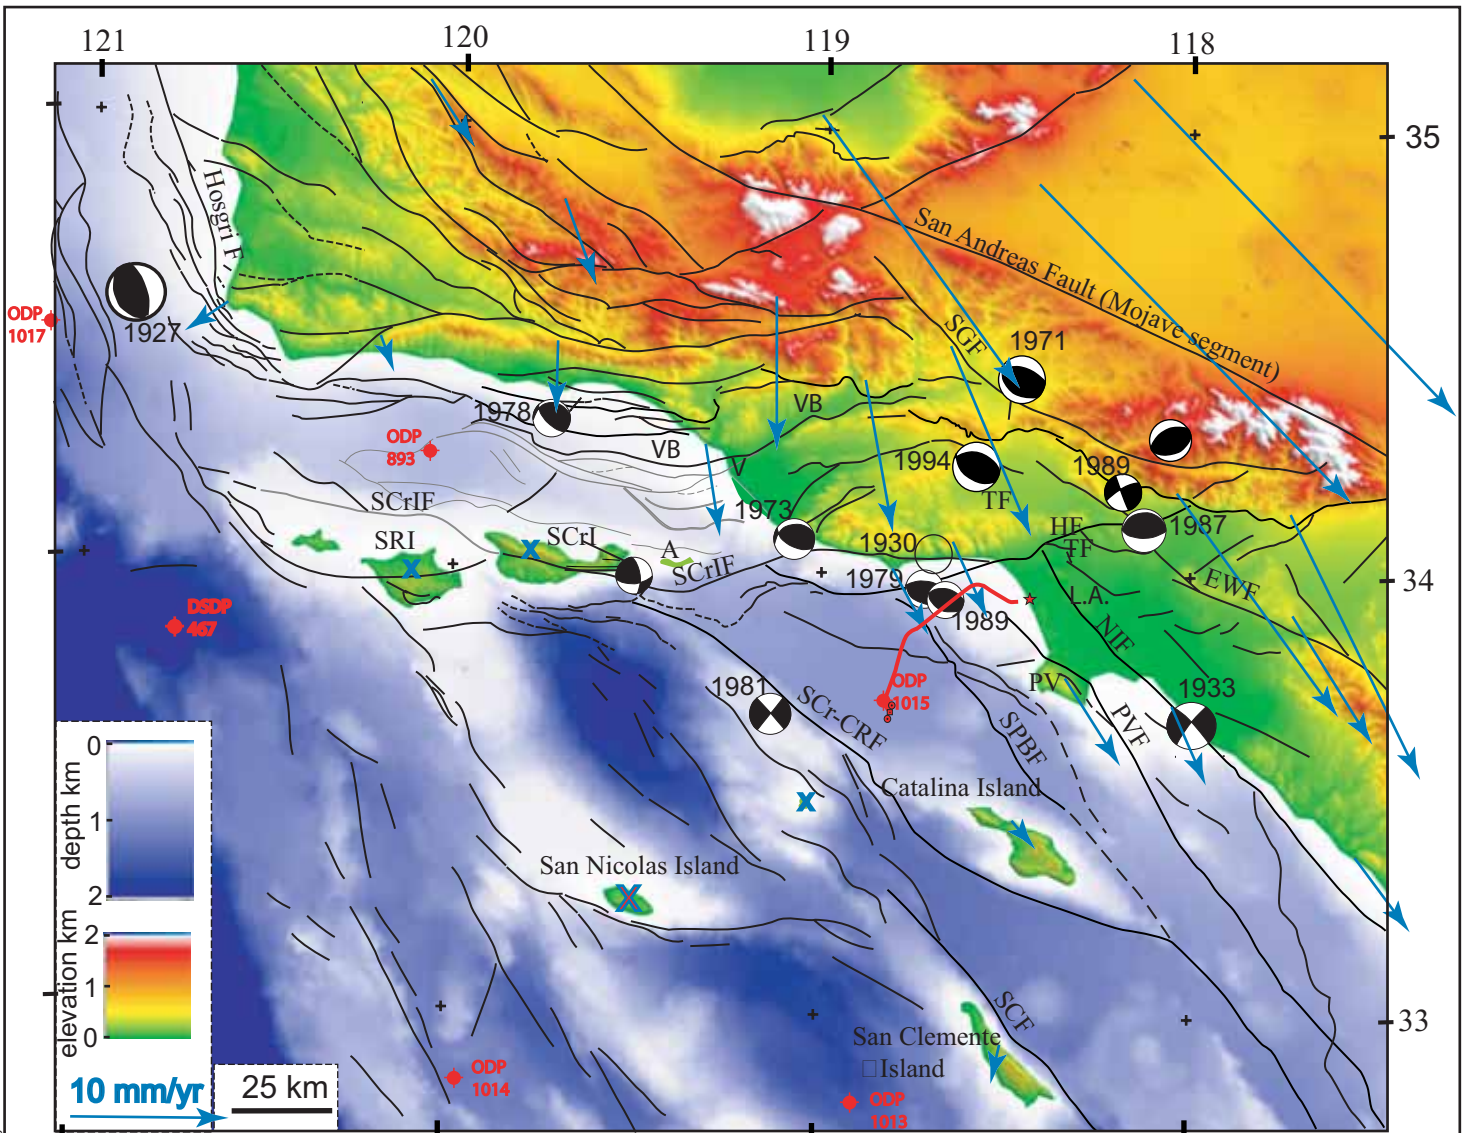 121
120
119
118
35
Hosgri F
San Andreas Fault (Mojave segment)
ODP
1017
1927
SGF
1971
1978
VB
ODP
893
VB
V
1994
1989
TF
SCrIF
1973
1987
SRI
SCrI
A
SCrIF
1930
HF
TF
34
1979
EWF
DSDP
467
L.A.
1989
NIF
1981
SCr-CRF
ODP
1015
PV
1933
SPBF
PVF
0
depth km
1
2
Catalina Island
San Nicolas Island
2
elevation km
1
0
SCF
33
San Clemente
□Island
ODP
1014
ODP
1013
10 mm/yr
25 km